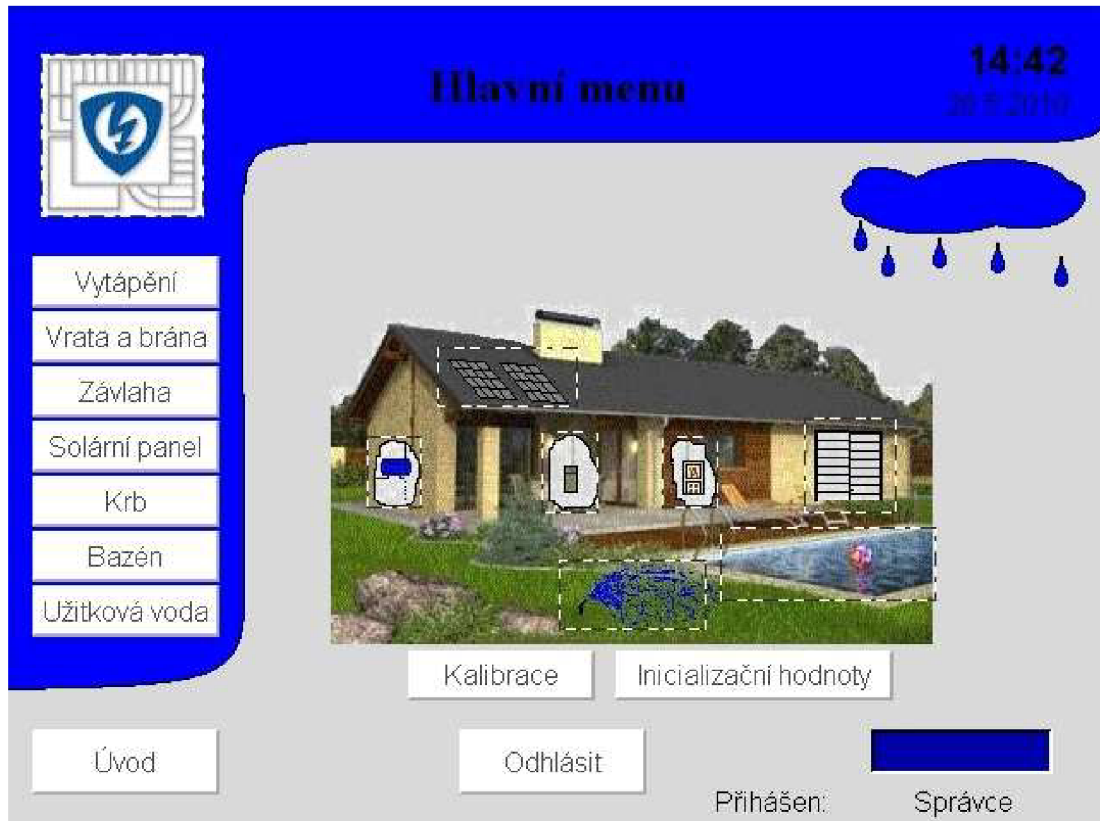 Hlavní menu
14:42
Vytápění
Vrata a brána
Závlaha
Solární panel
Krb
Bazén
Užitková voda
Kalibrace
Inicializační hodnoty
Úvod
Odhlásit
Přihášen:
Správce